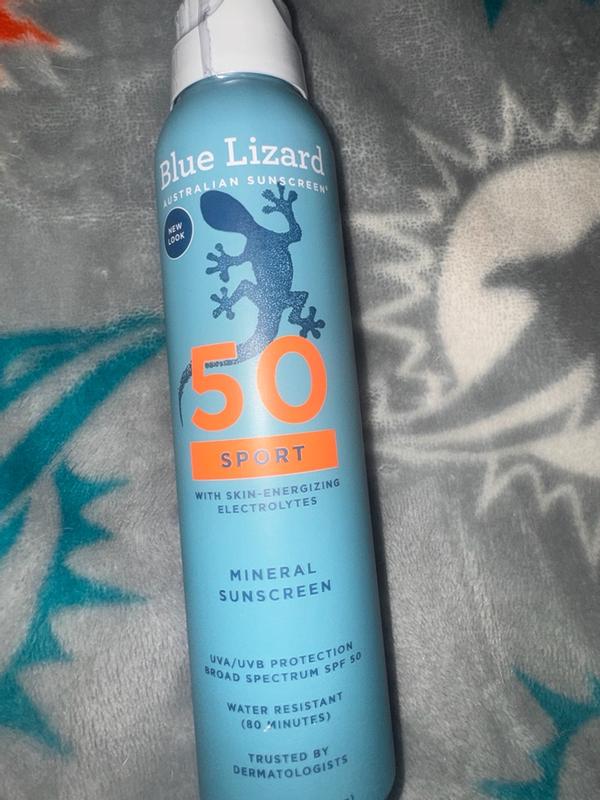 Blue Lizard
AUSTRALIAN SUNSCREEN®
NEW
LOOK
50
SPORT
WITH SKIN-ENERGIZING
ELECTROLYTES
MINERAL
SUNSCREEN
UVA/UVB PROTECTION
BROAD SPECTRUM SPF 50
WATER RESISTANT
(80 MINUTES)
TRUSTED BY
DERMATOLOGISTS